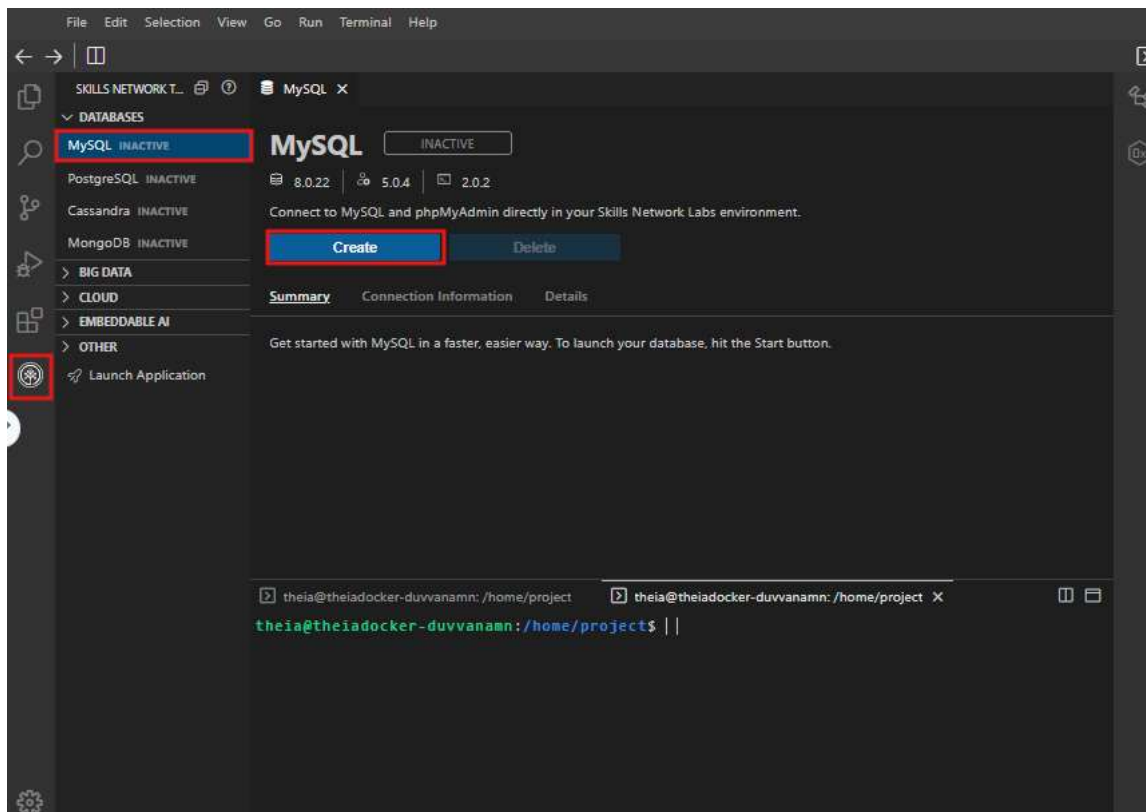 File Edit Selection View Go Run Terminal Help
SKILLS NETWORK T...
MySQL
DATABASES
MySQL INACTIVE
PostgreSQL INACTIVE
Cassandra INACTIVE
MongoDB INACTIVE
BIG DATA
CLOUD
EMBEDDABLE AI
OTHER
Launch Application
MySQL INACTIVE
8.0.22 5.0.4 2.0.2
Connect to MySQL and phpMyAdmin directly in your Skills Network Labs environment.
Create Delete
Summary Connection Information Details
Get started with MySQL in a faster, easier way. To launch your database, hit the Start button.
theia@theiadocker-duvvanamn: /home/project theia@theiadocker-duvvanamn: /home/project
theia@theiadocker-duvvanamn:/home/project$